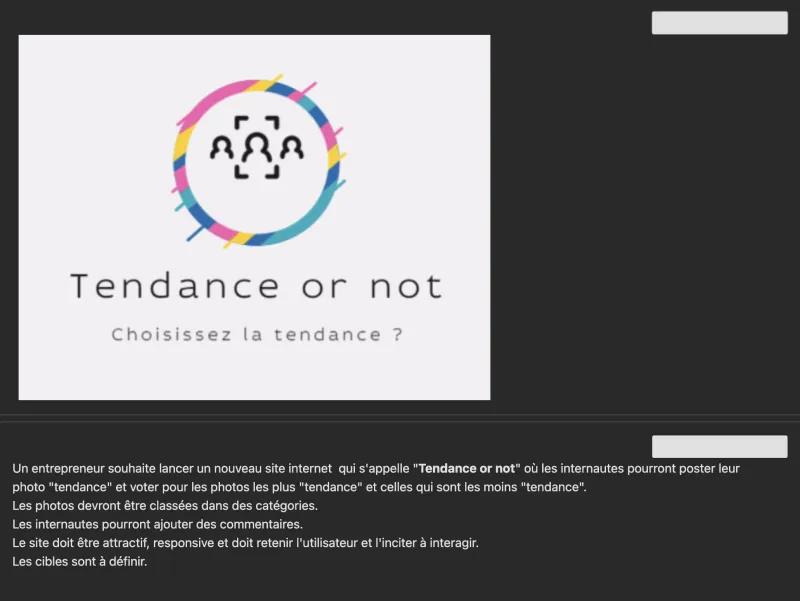 Tendance or not
Choisissez la tendance ?
Un entrepreneur souhaite lancer un nouveau site internet  qui s'appelle "Tendance or not" où les internautes pourront poster leur
photo "tendance" et voter pour les photos les plus "tendance" et celles qui sont les moins "tendance".
Les photos devront être classées dans des catégories.
Les internautes pourront ajouter des commentaires.
Le site doit être attractif, responsive et doit retenir l'utilisateur et l'inciter à interagir.
Les cibles sont à définir.